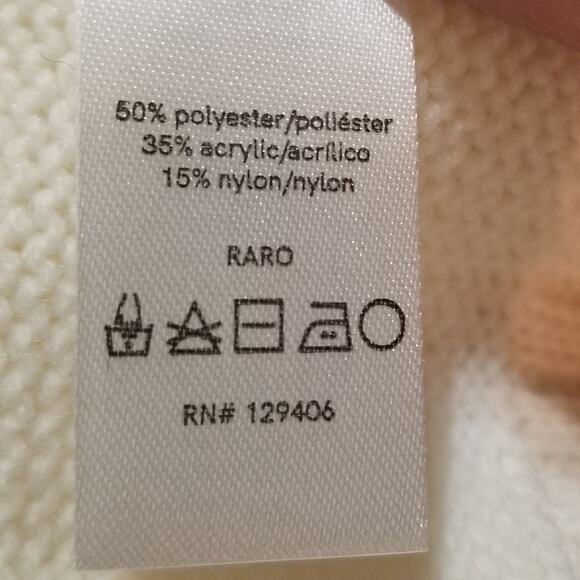 50% polyester/poliéster
35% acrylic/acrílico
15% nylon/nylon
RARO
RN# 129406